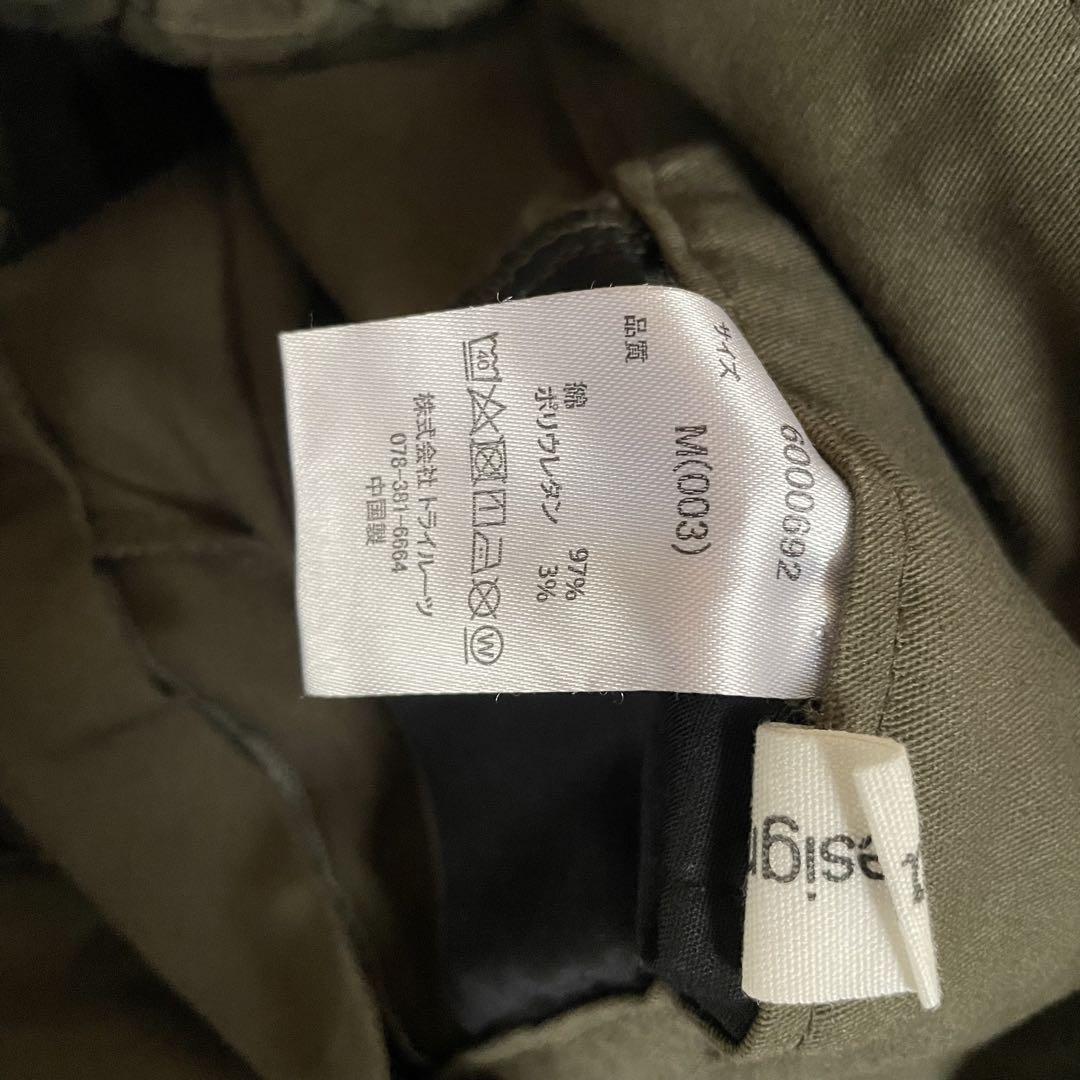 6000692
サイズ
M(003)
品質
綿 97%
ポリウレタン 3%
40
W
株式会社トライルーツ
078-381-6664
中国製
esign